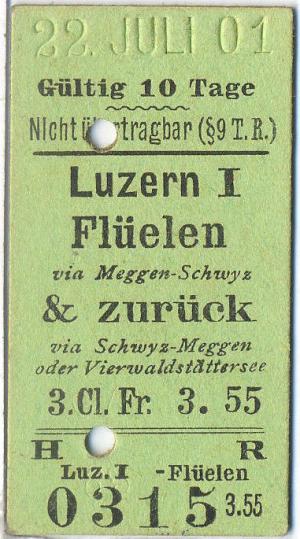 22. JULI 01
Gültig 10 Tage
Nicht übertragbar (§9 T.R.)
Luzern I
Flüelen
via Meggen-Schwyz
& zurück
via Schwyz-Meggen
oder Vierwaldstättersee
3. Cl. Fr. 3. 55
H R
Luz. I -Flüelen
0315 3.55